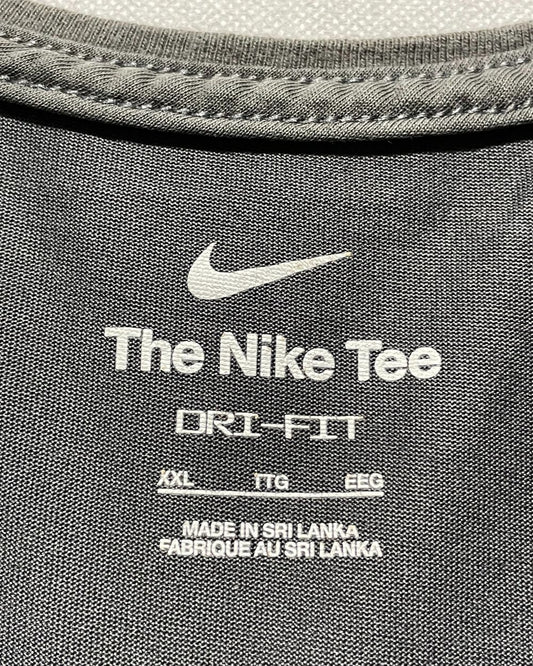 The Nike Tee
DRI-FIT
XXL TTG EEG
MADE IN SRI LANKA
FABRIQUE AU SRI LANKA